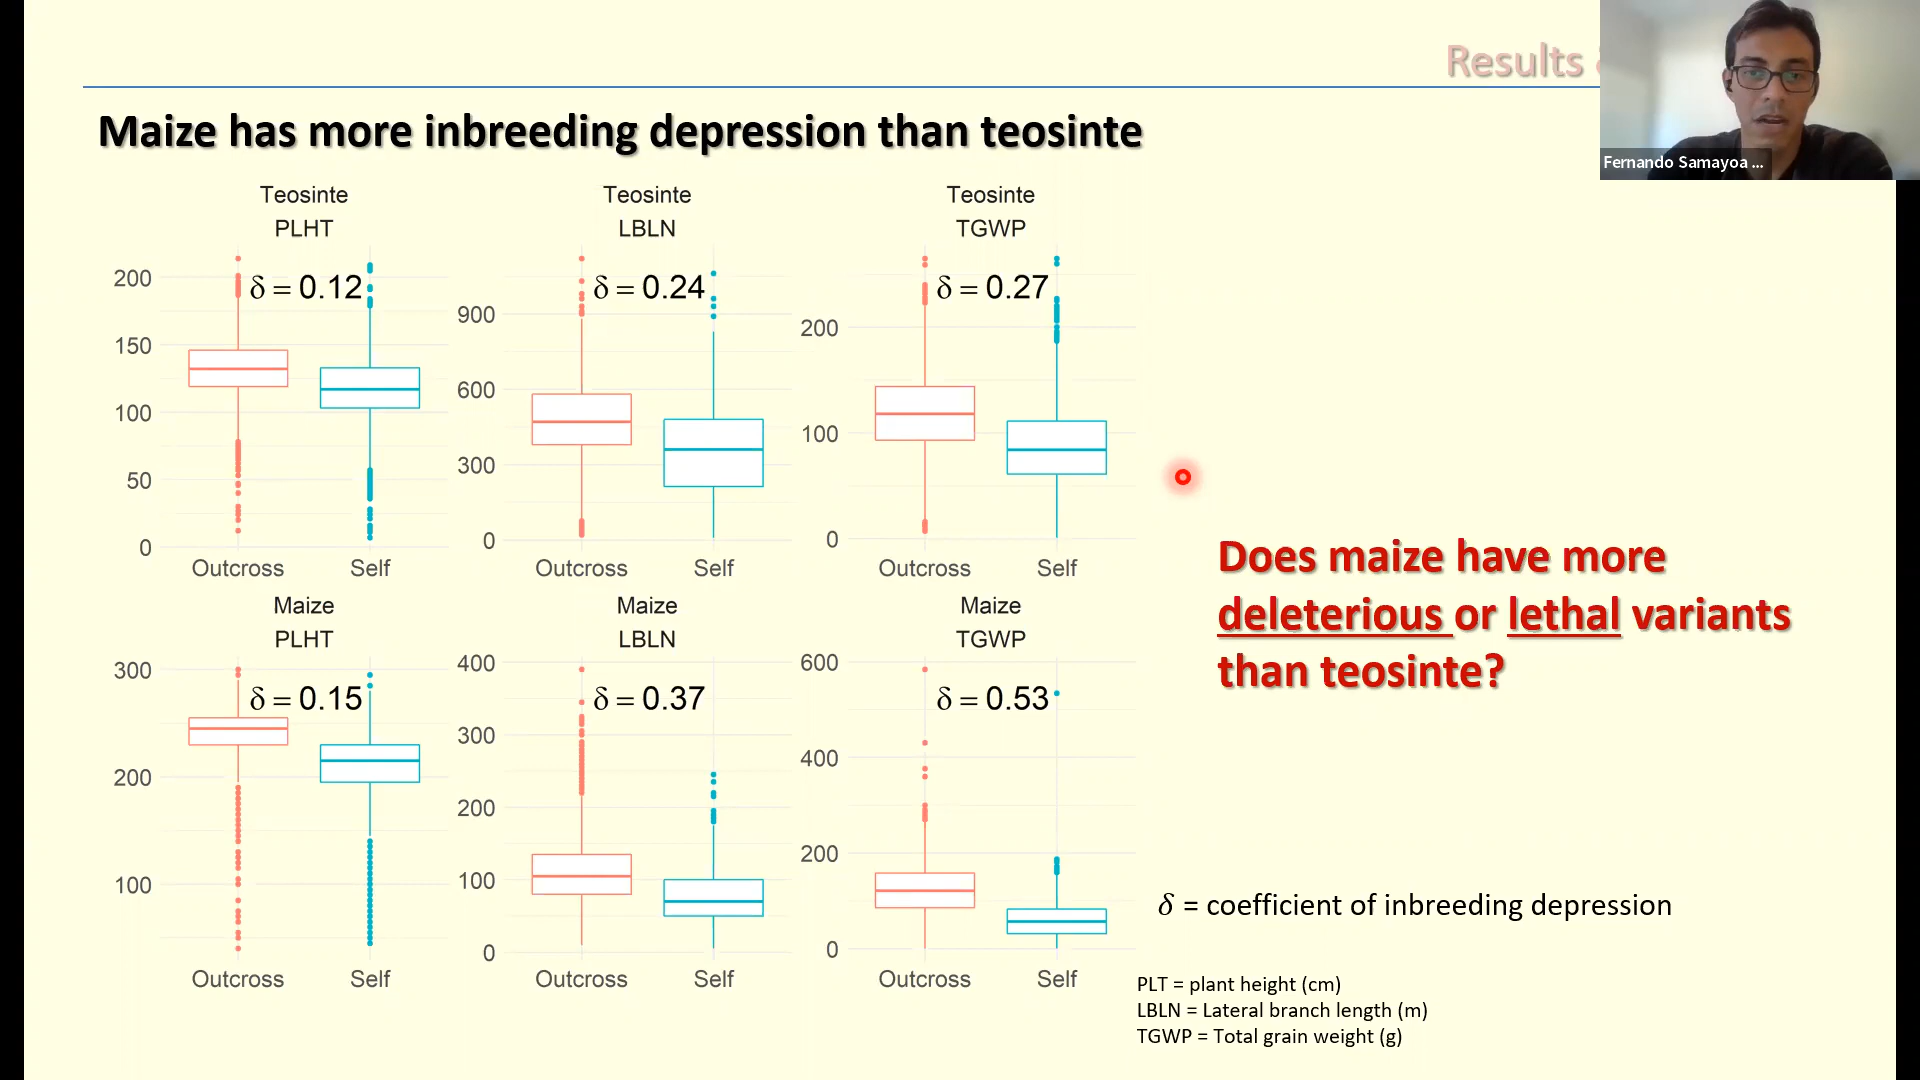 Results
Fernando Samayoa ...
Maize has more inbreeding depression than teosinte
Teosinte
PLHT
δ = 0.12
200
150
100
50
0
Outcross Self
Teosinte
LBLN
δ = 0.24
900
600
300
0
Outcross Self
Teosinte
TGWP
δ = 0.27
200
100
0
Outcross Self
Maize
PLHT
δ = 0.15
300
200
100
Outcross Self
Maize
LBLN
δ = 0.37
400
300
200
100
0
Outcross Self
Maize
TGWP
δ = 0.53
600
400
200
0
Outcross Self
Does maize have more
deleterious or lethal variants
than teosinte?
δ = coefficient of inbreeding depression
PLT = plant height (cm)
LBLN = Lateral branch length (m)
TGWP = Total grain weight (g)